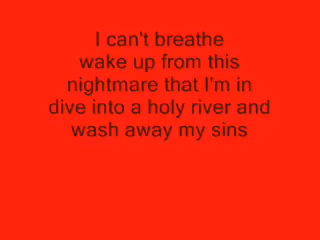 I can't breathe
wake up from this
nightmare that I'm in
dive into a holy river and
wash away my sins